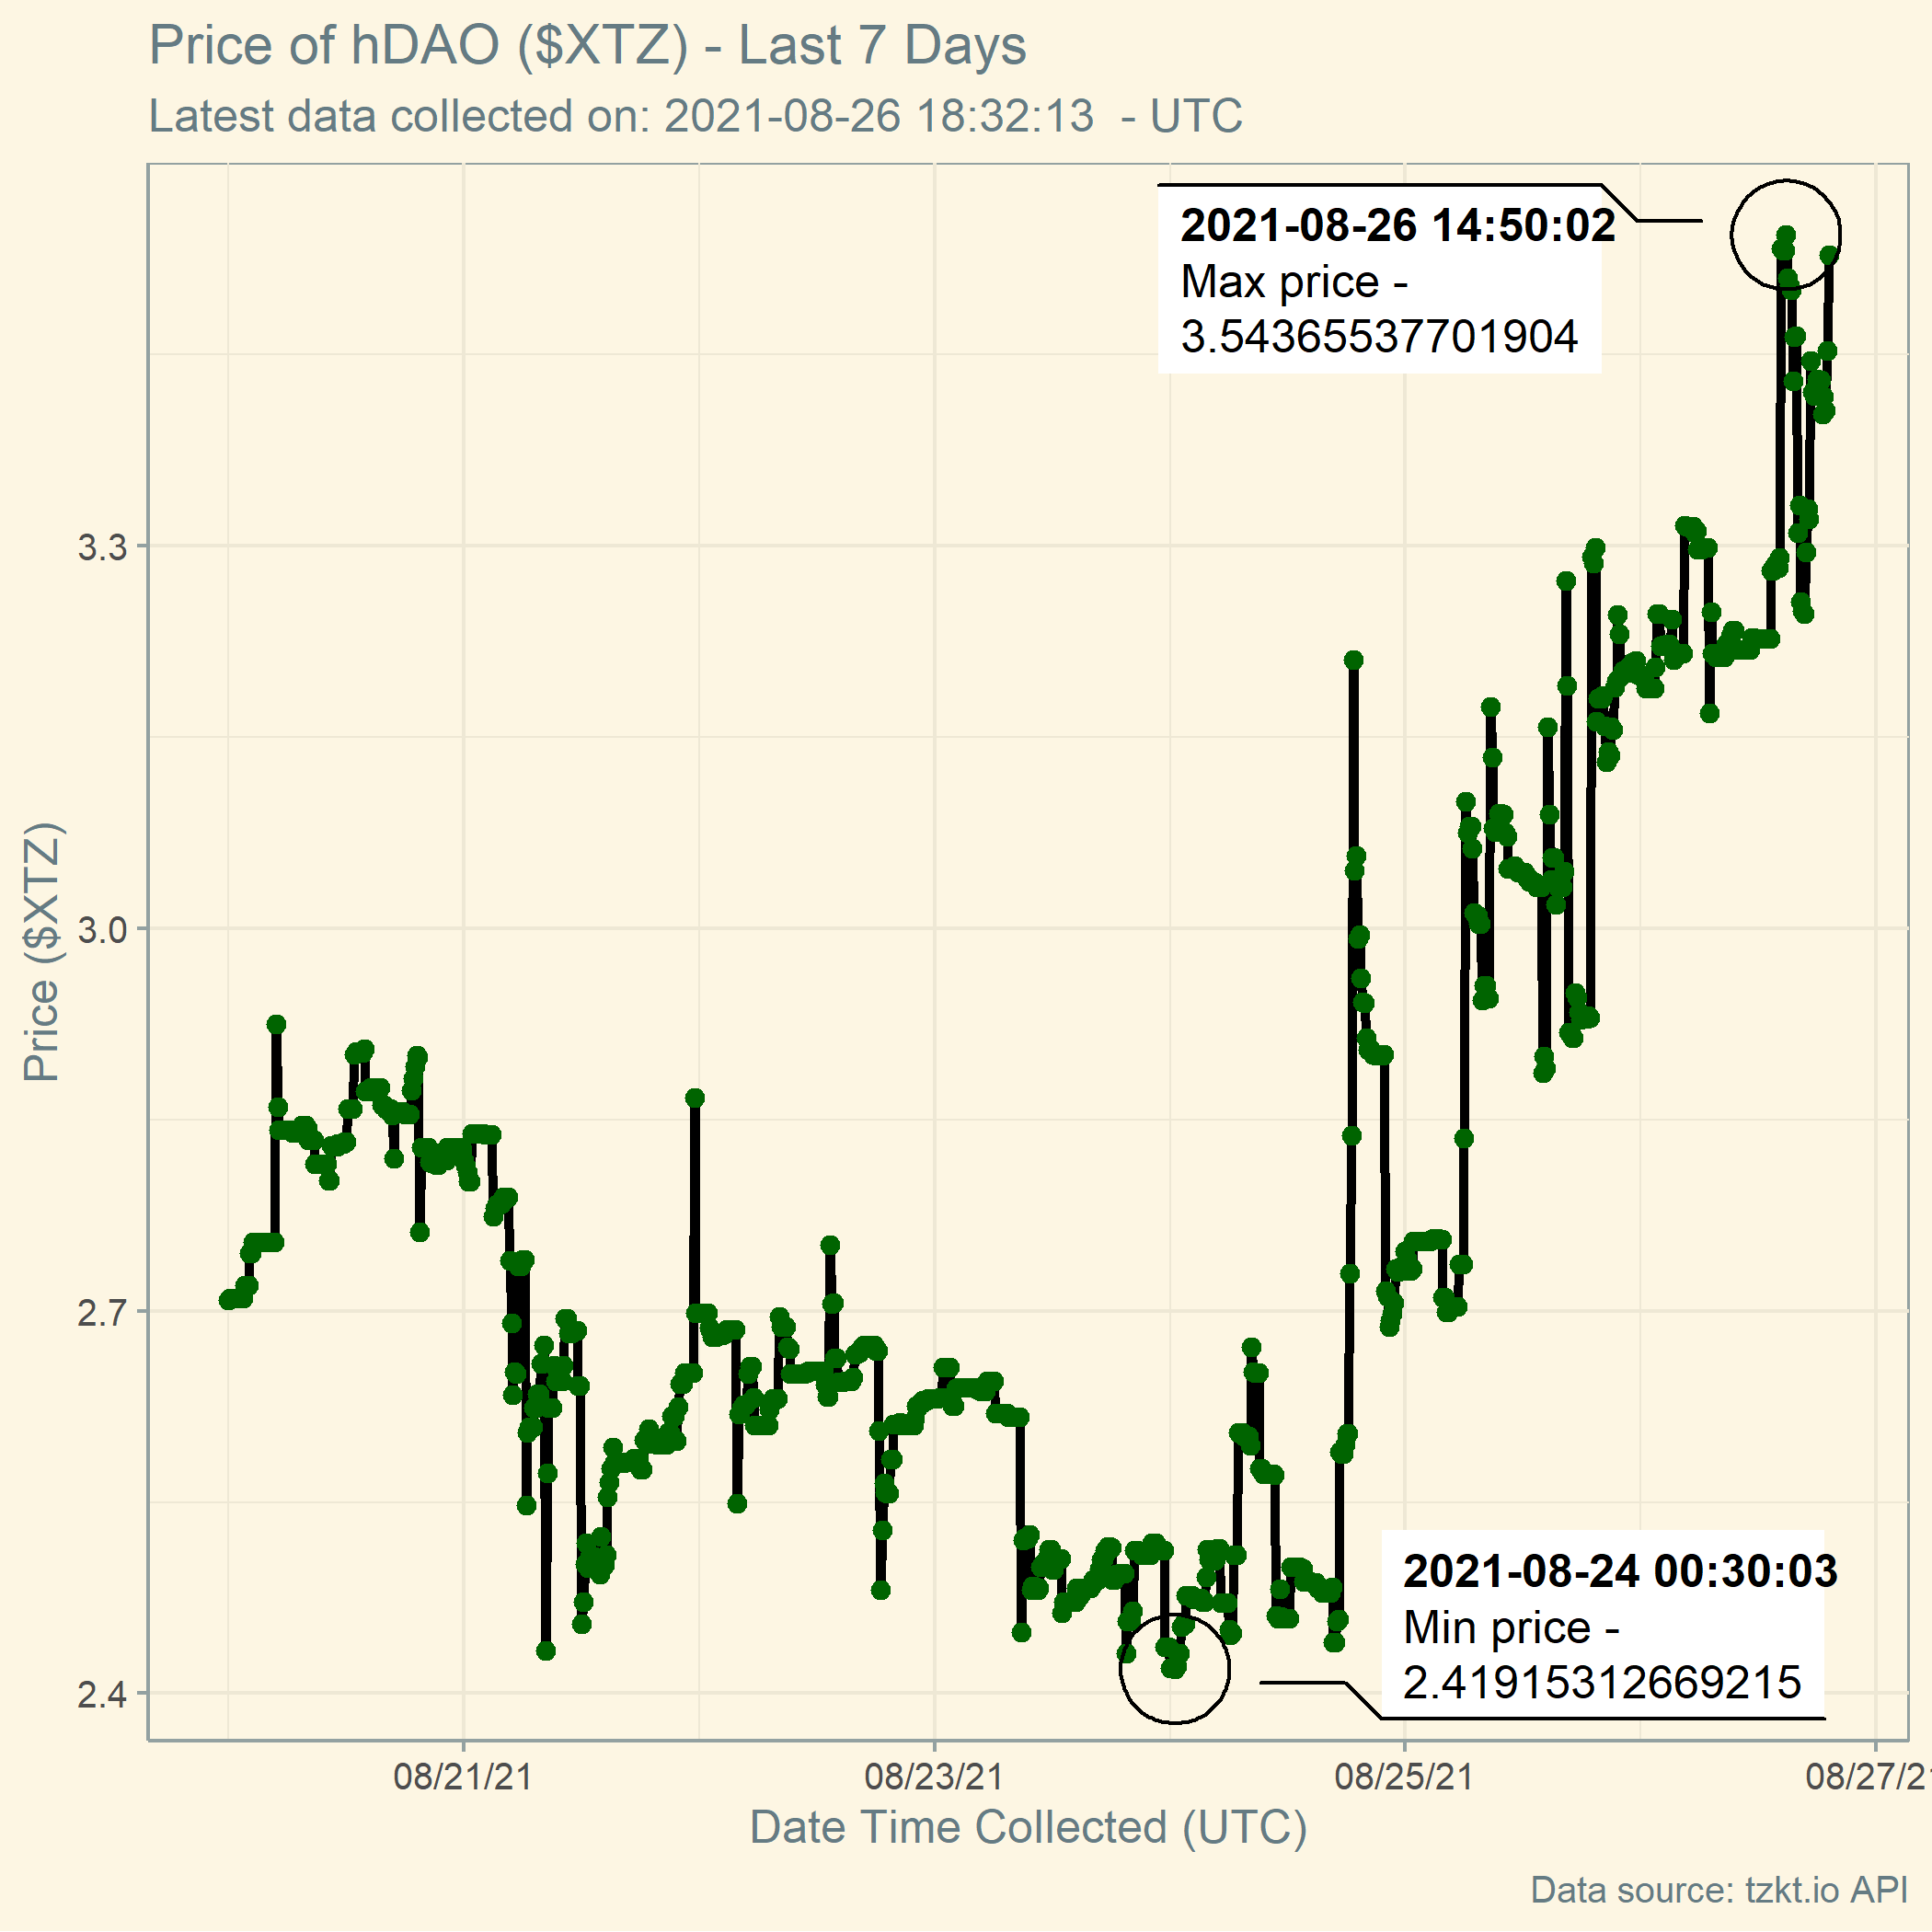 Price of hDAO ($XTZ) - Last 7 Days
Latest data collected on: 2021-08-26 18:32:13  - UTC
2021-08-26 14:50:02
Max price -
3.54365537701904
3.3
3.0
2.7
2.4
Price ($XTZ)
2021-08-24 00:30:03
Min price -
2.41915312669215
08/21/21
08/23/21
08/25/21
08/27/21
Date Time Collected (UTC)
Data source: tzkt.io API